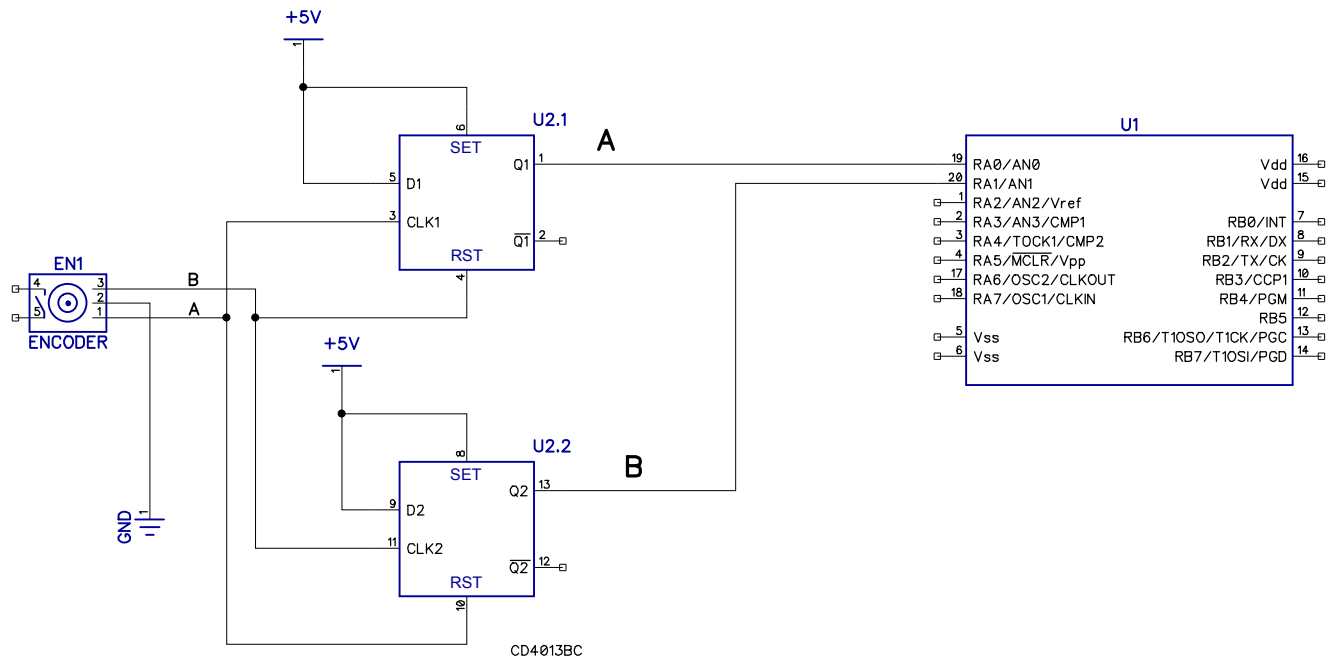 +5V
1
U2.1
6
SET
A
Q1 1
5 D1
3 CLK1
Q1 2
RST
4
U1
19 RA0/AN0
20 RA1/AN1
1 RA2/AN2/Vref
2 RA3/AN3/CMP1
3 RA4/TOCK1/CMP2
4 RA5/MCLR/Vpp
17 RA6/OSC2/CLKOUT
18 RA7/OSC1/CLKIN
5 Vss
6 Vss
Vdd 16
Vdd 15
RB0/INT 7
RB1/RX/DX 8
RB2/TX/CK 9
RB3/CCP1 10
RB4/PGM 11
RB5 12
RB6/T1OSO/T1CK/PGC 13
RB7/T1OSI/PGD 14
EN1
4 3
2
5 1
ENCODER
B
A
GND
1
+5V
1
U2.2
8
SET
B
Q2 13
9 D2
11 CLK2
Q2 12
RST
10
CD4013BC